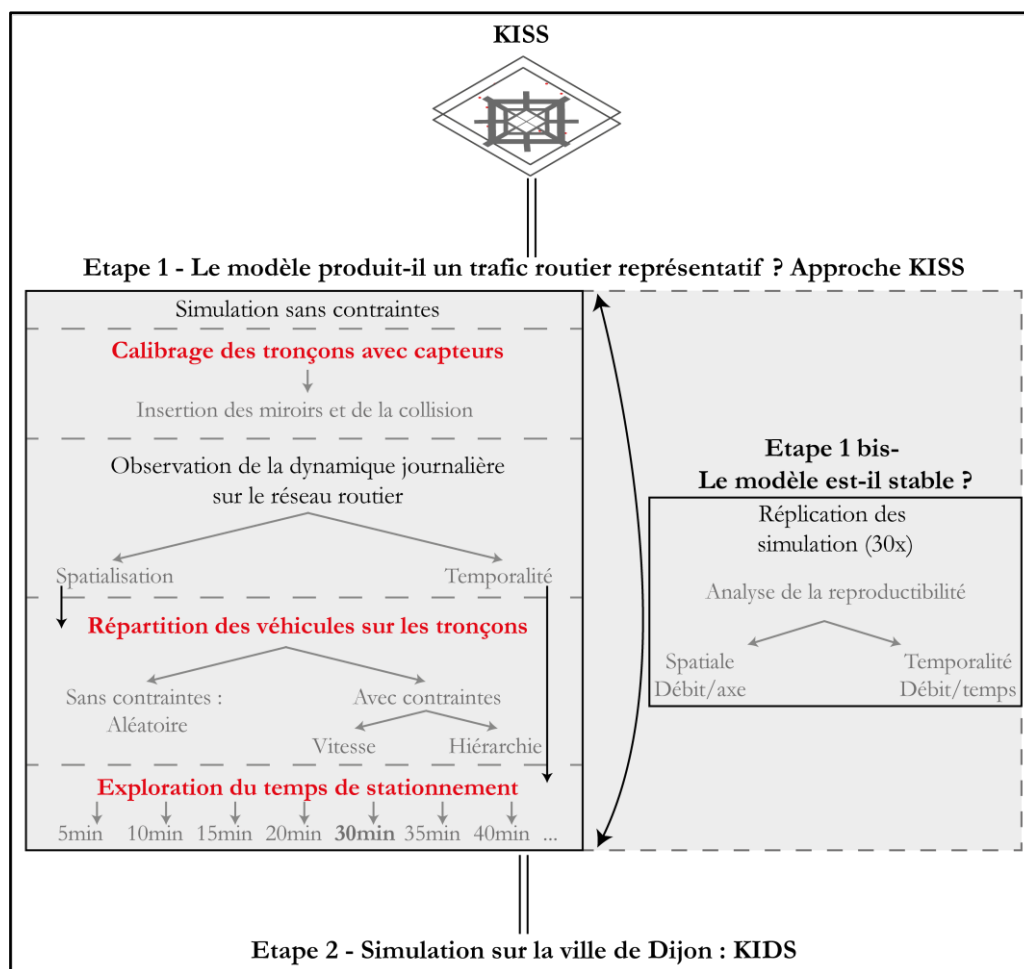 KISS
Etape 1 - Le modèle produit-il un trafic routier représentatif ? Approche KISS
Simulation sans contraintes
Calibrage des tronçons avec capteurs
Insertion des miroirs et de la collision
Observation de la dynamique journalière
sur le réseau routier
Spatialisation
Temporalité
Répartition des véhicules sur les tronçons
Sans contraintes :
Aléatoire
Avec contraintes
Vitesse
Hiérarchie
Exploration du temps de stationnement
5min 10min 15min 20min 30min 35min 40min ...
Etape 1 bis-
Le modèle est-il stable ?
Réplication des
simulation (30x)
Analyse de la reproductibilité
Spatiale
Débit/axe
Temporalité
Débit/temps
Etape 2 - Simulation sur la ville de Dijon : KIDS